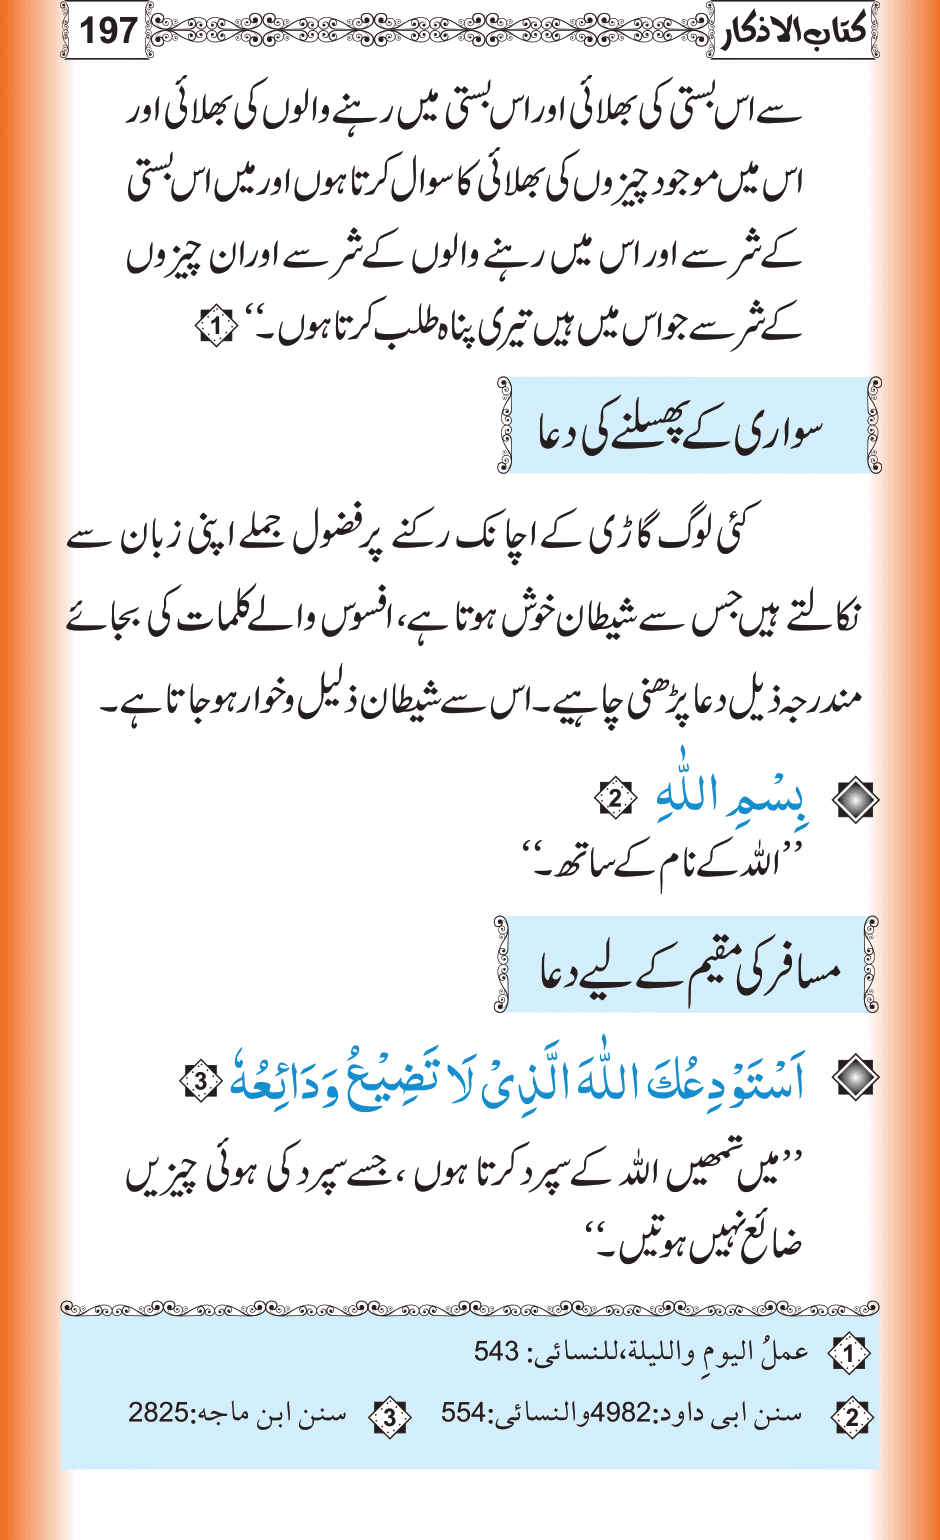 کتاب الاذکار 197
سے اس بستی کی بھلائی اور اس بستی میں رہنے والوں کی بھلائی اور
اس میں موجود چیزوں کی بھلائی کا سوال کرتا ہوں اور میں اس بستی
کے شر سے اور اس میں رہنے والوں کے شر سے اور ان چیزوں
کے شر سے جو اس میں ہیں تیری پناہ طلب کرتا ہوں۔‘‘ 1
سواری کے پھسلنے کی دعا
کئی لوگ گاڑی کے اچانک رکنے پر فضول جملے اپنی زبان سے
نکالتے ہیں جس سے شیطان خوش ہوتا ہے، افسوس والے کلمات کی بجائے
مندرجہ ذیل دعا پڑھنی چاہیے۔ اس سے شیطان ذلیل و خوار ہو جاتا ہے۔
بِسْمِ اللّٰهِ 2
’’اللہ کے نام کے ساتھ۔‘‘
مسافر کی مقیم کے لیے دعا
اَسْتَوْدِعُكَ اللّٰهَ الَّذِیْ لَا تَضِیْعُ وَدَائِعُهٗ 3
’’میں تمھیں اللہ کے سپرد کرتا ہوں، جسے سپرد کی ہوئی چیزیں
ضائع نہیں ہوتیں۔‘‘
1 عملُ الیومِ واللیلة،للنسائی: 543
2 سنن ابی داود:4982والنسائی:554 3 سنن ابن ماجه:2825